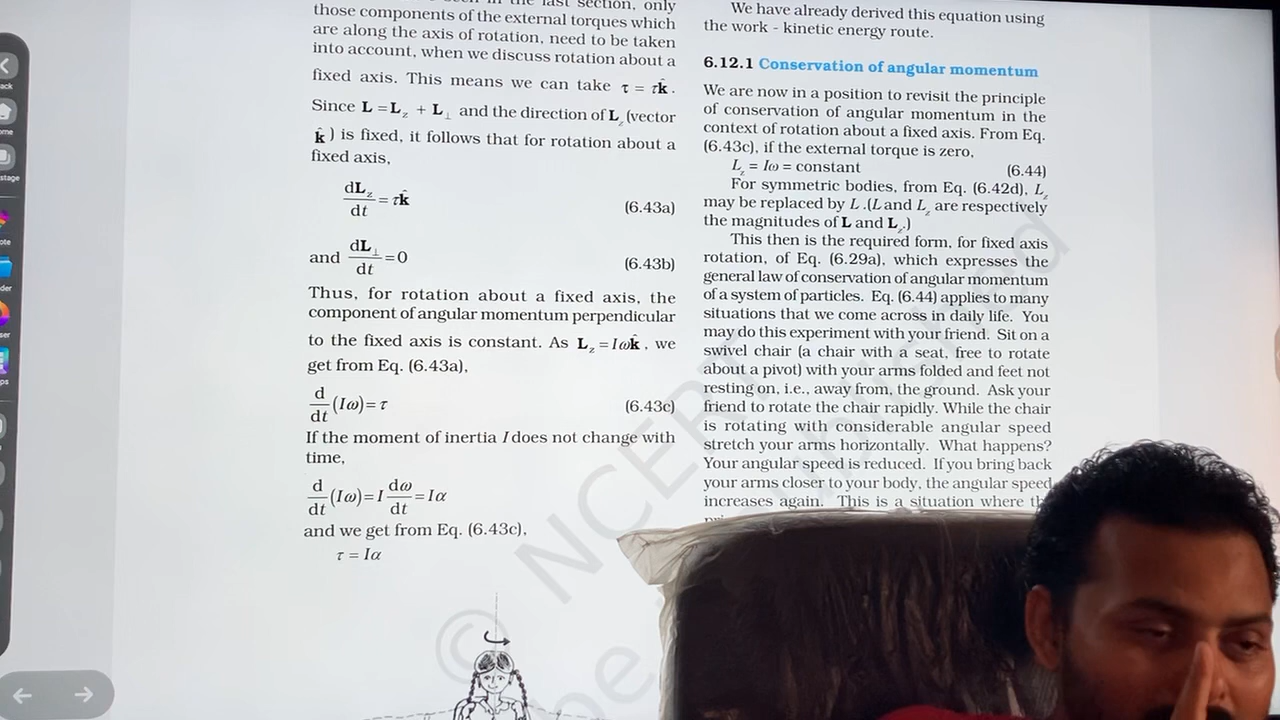 the last section, only
those components of the external torques which
are along the axis of rotation, need to be taken
into account, when we discuss rotation about a
fixed axis. This means we can take τ = τk̂.
Since L = L_z + L_⊥ and the direction of L_z (vector
k̂) is fixed, it follows that for rotation about a
fixed axis,
dL_z/dt = τk̂ (6.43a)
and dL_⊥/dt = 0 (6.43b)
Thus, for rotation about a fixed axis, the
component of angular momentum perpendicular
to the fixed axis is constant. As L_z = Iωk̂, we
get from Eq. (6.43a),
d/dt (Iω) = τ (6.43c)
If the moment of inertia I does not change with
time,
d/dt (Iω) = I dω/dt = Iα
and we get from Eq. (6.43c),
τ = Iα
We have already derived this equation using
the work - kinetic energy route.
6.12.1 Conservation of angular momentum
We are now in a position to revisit the principle
of conservation of angular momentum in the
context of rotation about a fixed axis. From Eq.
(6.43c), if the external torque is zero,
L_z = Iω = constant (6.44)
For symmetric bodies, from Eq. (6.42d), L_z
may be replaced by L .(L and L_z are respectively
the magnitudes of L and L_z.)
This then is the required form, for fixed axis
rotation, of Eq. (6.29a), which expresses the
general law of conservation of angular momentum
of a system of particles. Eq. (6.44) applies to many
situations that we come across in daily life. You
may do this experiment with your friend. Sit on a
swivel chair (a chair with a seat, free to rotate
about a pivot) with your arms folded and feet not
resting on, i.e., away from, the ground. Ask your
friend to rotate the chair rapidly. While the chair
is rotating with considerable angular speed
stretch your arms horizontally. What happens?
Your angular speed is reduced. If you bring back
your arms closer to your body, the angular speed
increases again. This is a situation where
© NCERT
be